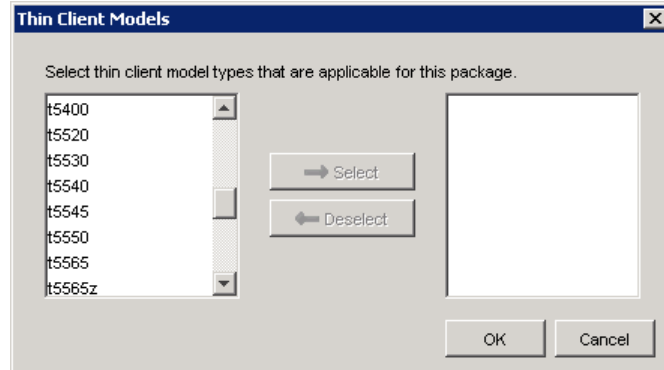 Thin Client Models
Select thin client model types that are applicable for this package.
t5400
t5520
t5530
t5540
t5545
t5550
t5565
t5565z
Select
Deselect
OK
Cancel